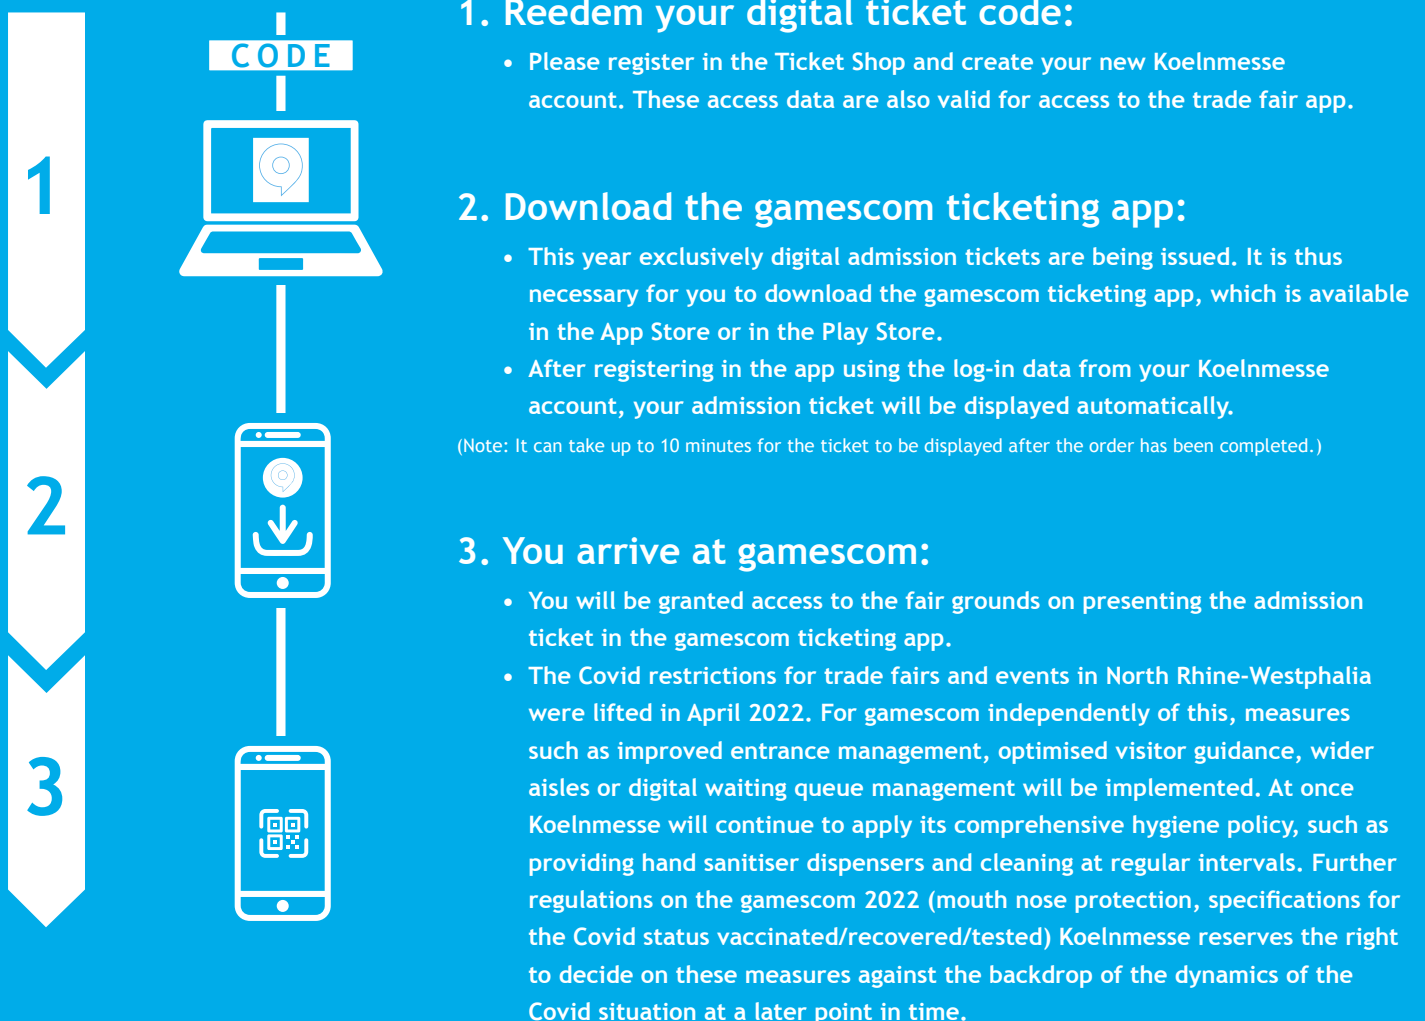 1. Reedem your digital ticket code:
CODE
• Please register in the Ticket Shop and create your new Koelnmesse
account. These access data are also valid for access to the trade fair app.
1
2. Download the gamescom ticketing app:
• This year exclusively digital admission tickets are being issued. It is thus
necessary for you to download the gamescom ticketing app, which is available
in the App Store or in the Play Store.
• After registering in the app using the log-in data from your Koelnmesse
account, your admission ticket will be displayed automatically.
(Note: It can take up to 10 minutes for the ticket to be displayed after the order has been completed.)
2
3. You arrive at gamescom:
• You will be granted access to the fair grounds on presenting the admission
ticket in the gamescom ticketing app.
• The Covid restrictions for trade fairs and events in North Rhine-Westphalia
were lifted in April 2022. For gamescom independently of this, measures
such as improved entrance management, optimised visitor guidance, wider
aisles or digital waiting queue management will be implemented. At once
3
Koelnmesse will continue to apply its comprehensive hygiene policy, such as
providing hand sanitiser dispensers and cleaning at regular intervals. Further
regulations on the gamescom 2022 (mouth nose protection, specifications for
the Covid status vaccinated/recovered/tested) Koelnmesse reserves the right
to decide on these measures against the backdrop of the dynamics of the
Covid situation at a later point in time.